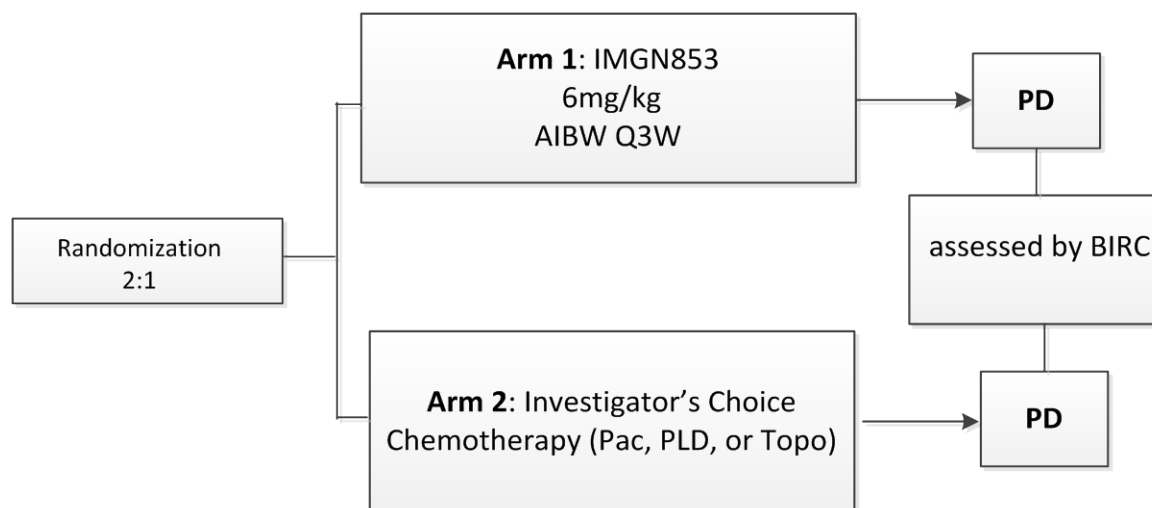 Arm 1: IMGN853
6mg/kg
AIBW Q3W
PD
Randomization
2:1
assessed by BIRC
Arm 2: Investigator’s Choice
Chemotherapy (Pac, PLD, or Topo)
PD